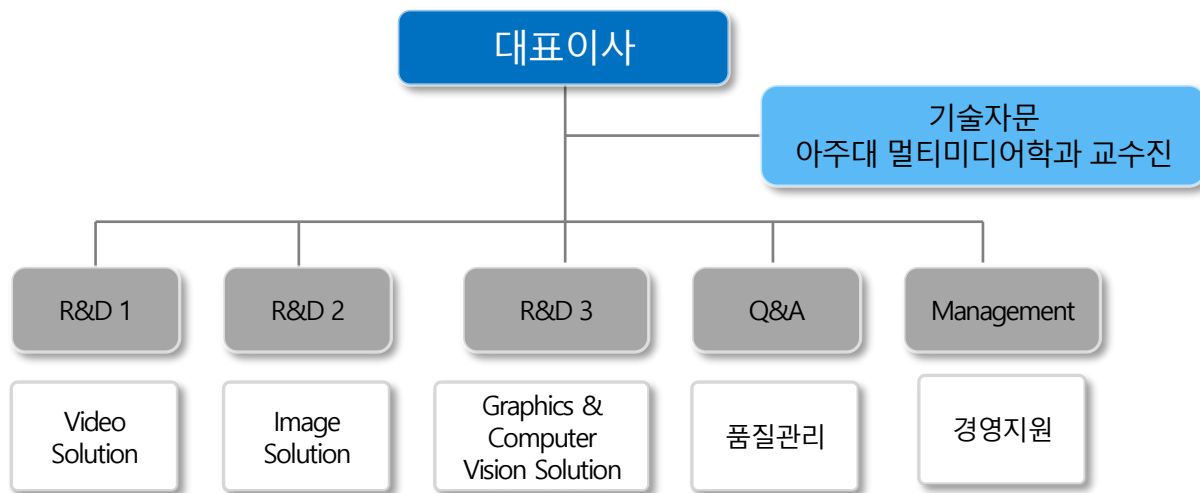 대표이사
기술자문
아주대 멀티미디어학과 교수진
R&D 1
R&D 2
R&D 3
Q&A
Management
Video
Solution
Image
Solution
Graphics &
Computer
Vision Solution
품질관리
경영지원